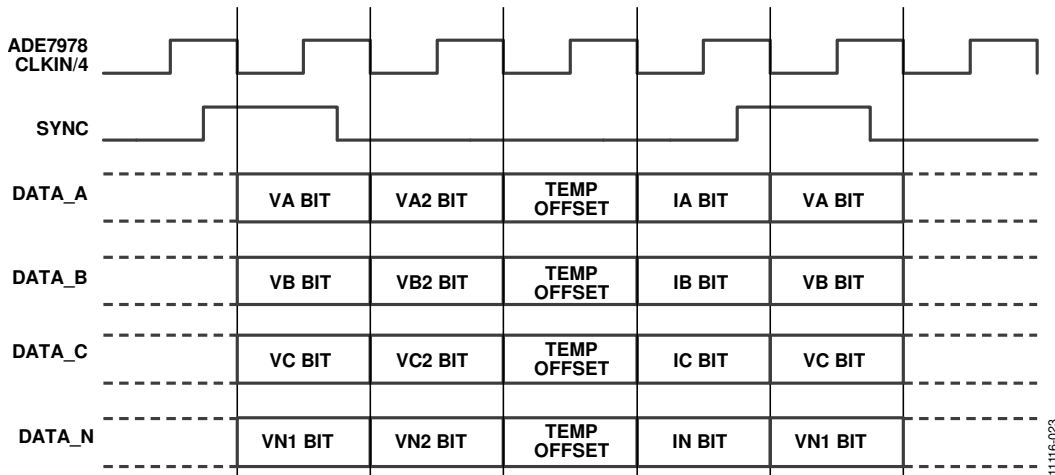 ADE7978
CLKIN/4
SYNC
DATA_A
VA BIT
VA2 BIT
TEMP
OFFSET
IA BIT
VA BIT
DATA_B
VB BIT
VB2 BIT
TEMP
OFFSET
IB BIT
VB BIT
DATA_C
VC BIT
VC2 BIT
TEMP
OFFSET
IC BIT
VC BIT
DATA_N
VN1 BIT
VN2 BIT
TEMP
OFFSET
IN BIT
VN1 BIT
11116-023